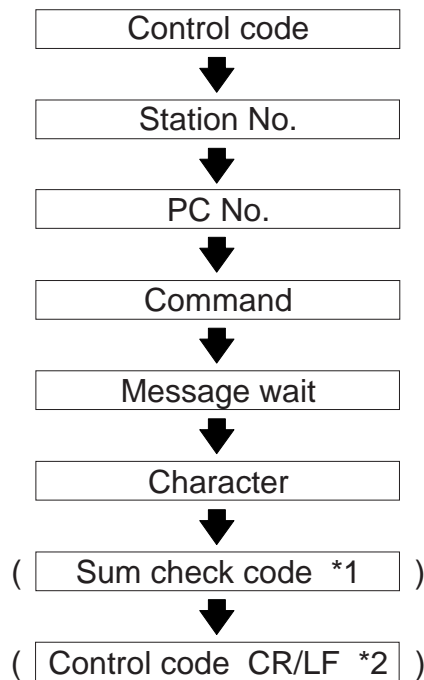 Control code
Station No.
PC No.
Command
Message wait
Character
( Sum check code *1 )
( Control code CR/LF *2 )